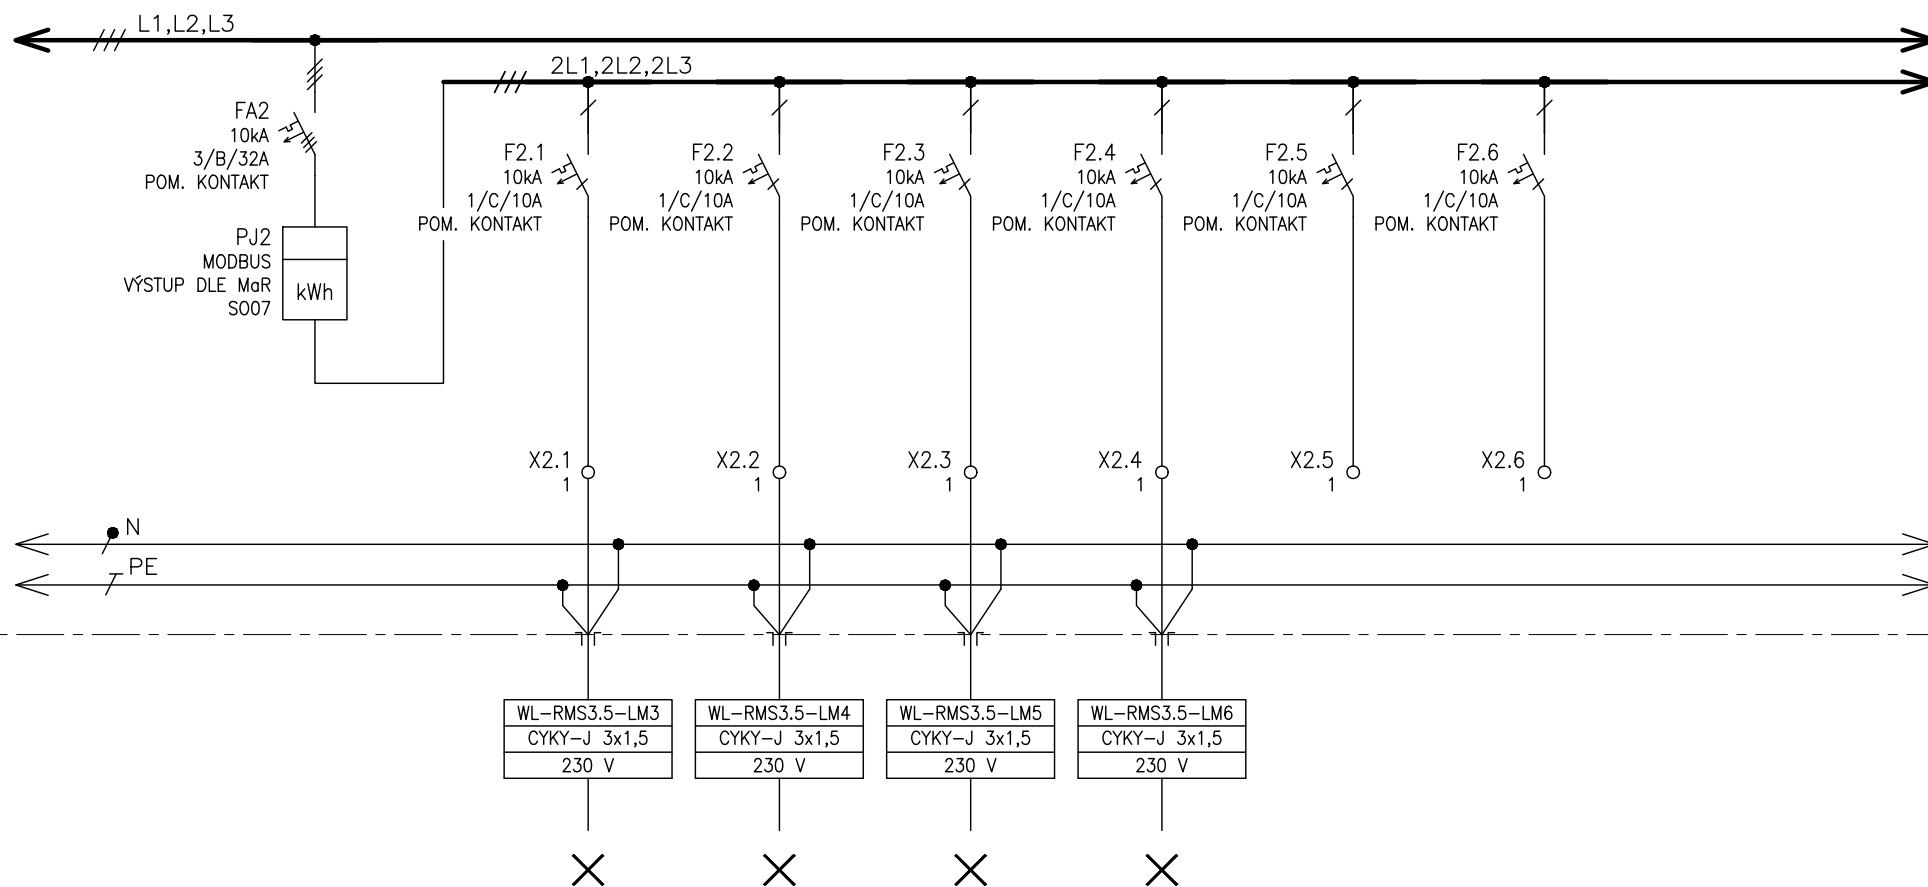 L1,L2,L3
2L1,2L2,2L3
FA2
10kA
3/B/32A
POM. KONTAKT
PJ2
MODBUS
VÝSTUP DLE MaR
SO07
kWh
F2.1
10kA
1/C/10A
POM. KONTAKT
F2.2
10kA
1/C/10A
POM. KONTAKT
F2.3
10kA
1/C/10A
POM. KONTAKT
F2.4
10kA
1/C/10A
POM. KONTAKT
F2.5
10kA
1/C/10A
POM. KONTAKT
F2.6
10kA
1/C/10A
POM. KONTAKT
X2.1
1
X2.2
1
X2.3
1
X2.4
1
X2.5
1
X2.6
1
N
PE
WL-RMS3.5-LM3
CYKY-J 3x1,5
230 V
WL-RMS3.5-LM4
CYKY-J 3x1,5
230 V
WL-RMS3.5-LM5
CYKY-J 3x1,5
230 V
WL-RMS3.5-LM6
CYKY-J 3x1,5
230 V